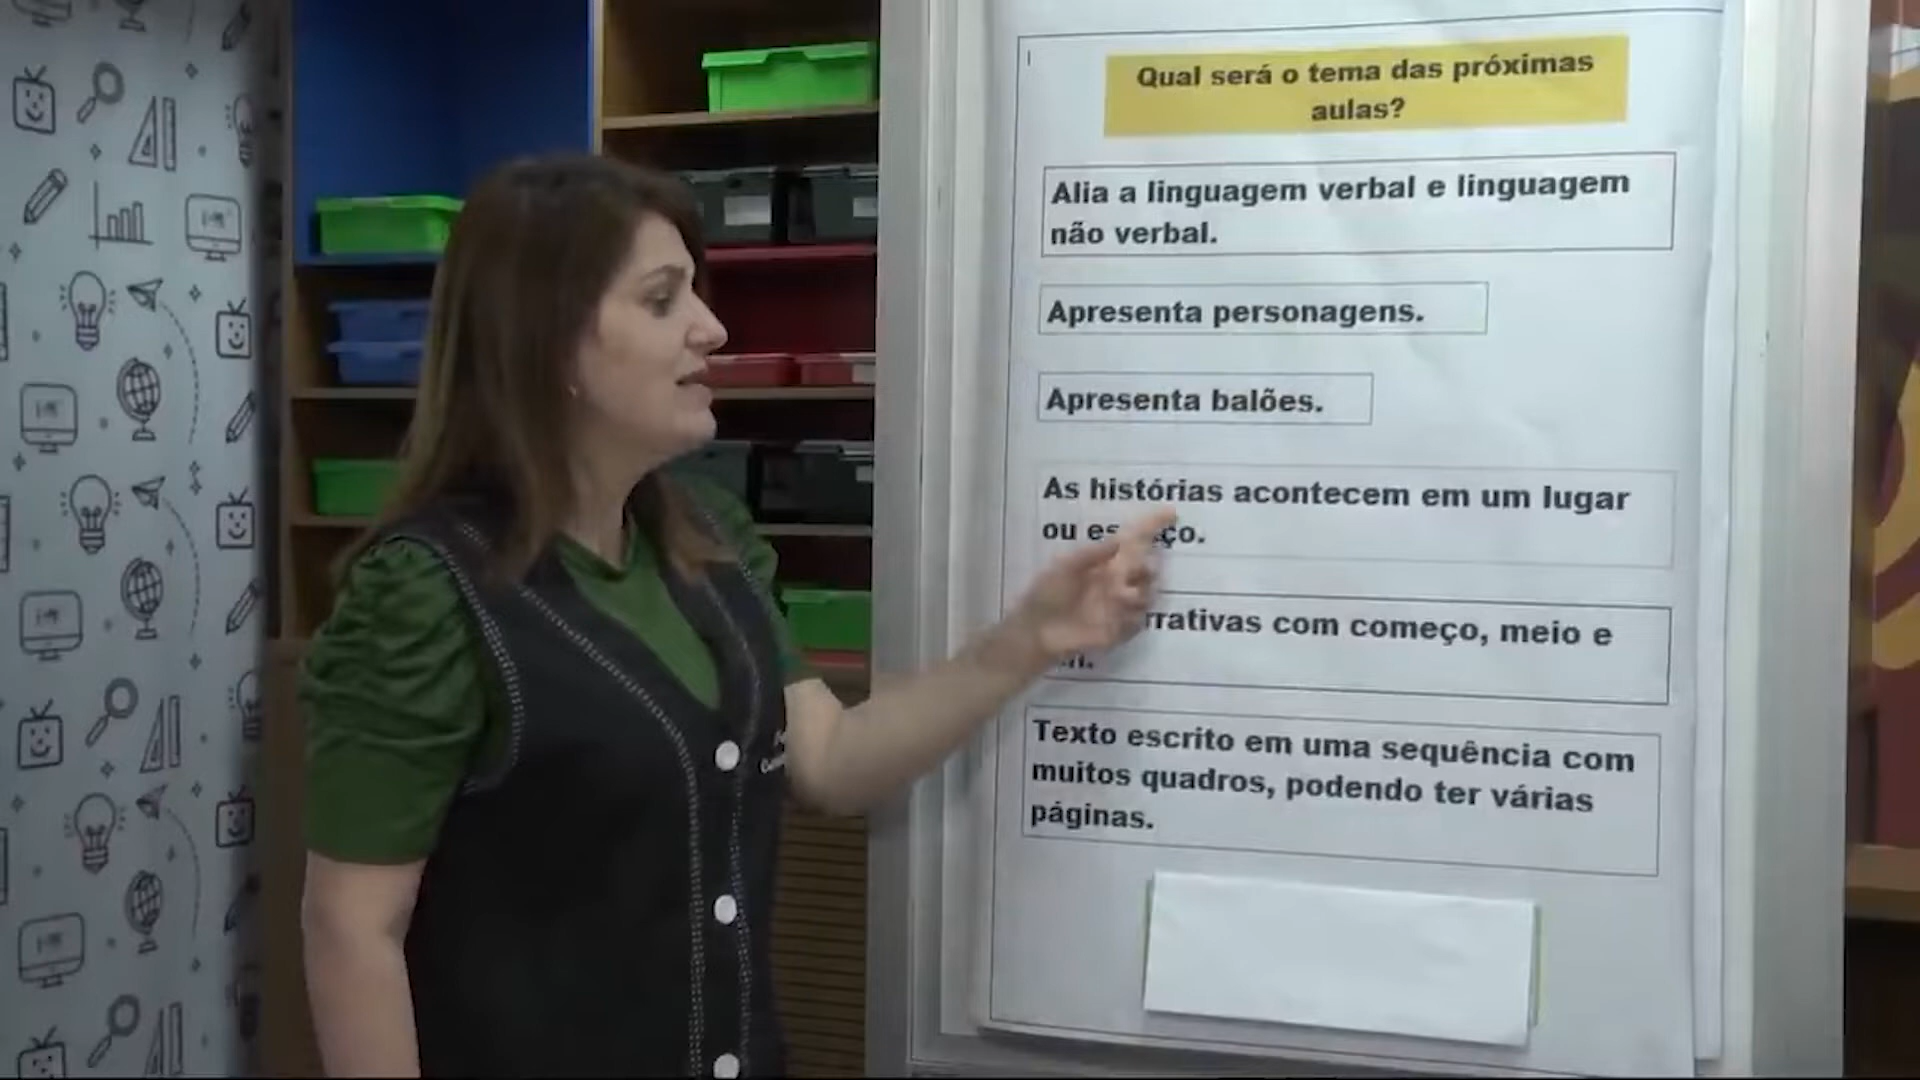 Qual será o tema das próximas
aulas?
Alia a linguagem verbal e linguagem
não verbal.
Apresenta personagens.
Apresenta balões.
As histórias acontecem em um lugar
ou
com começo, meio e
Texto escrito em uma sequência com
muitos quadros, podendo ter várias
páginas.